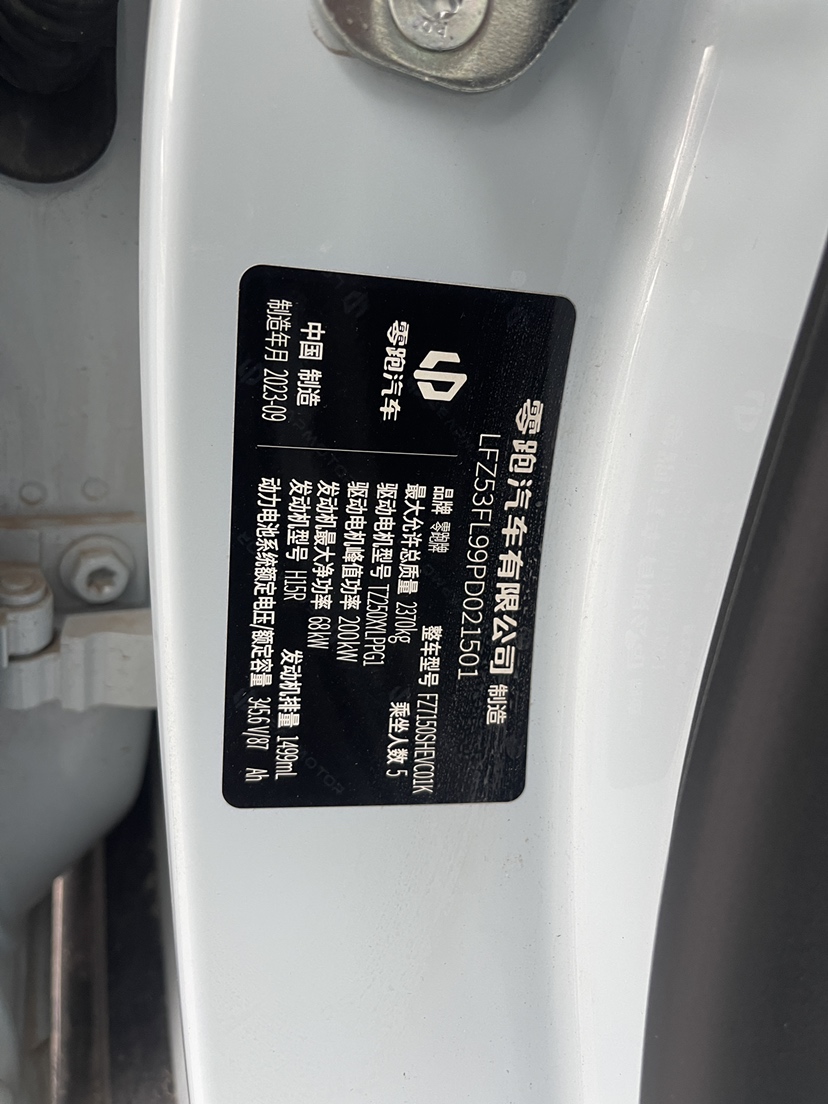 零跑汽车有限公司 制造
LFZ53FL99PD021501
零跑汽车
中国 制造
制造年月 2023-09
品牌 零跑牌 整车型号 FZ7150SHEVC01K
最大允许总质量 2370kg 乘坐人数 5
驱动电机型号 TZ250XYLPPG1
驱动电机峰值功率 200kW
发动机最大净功率 68kW
发动机型号 H15R 发动机排量 1499mL
动力电池系统额定电压/额定容量 345.6 V/87 Ah